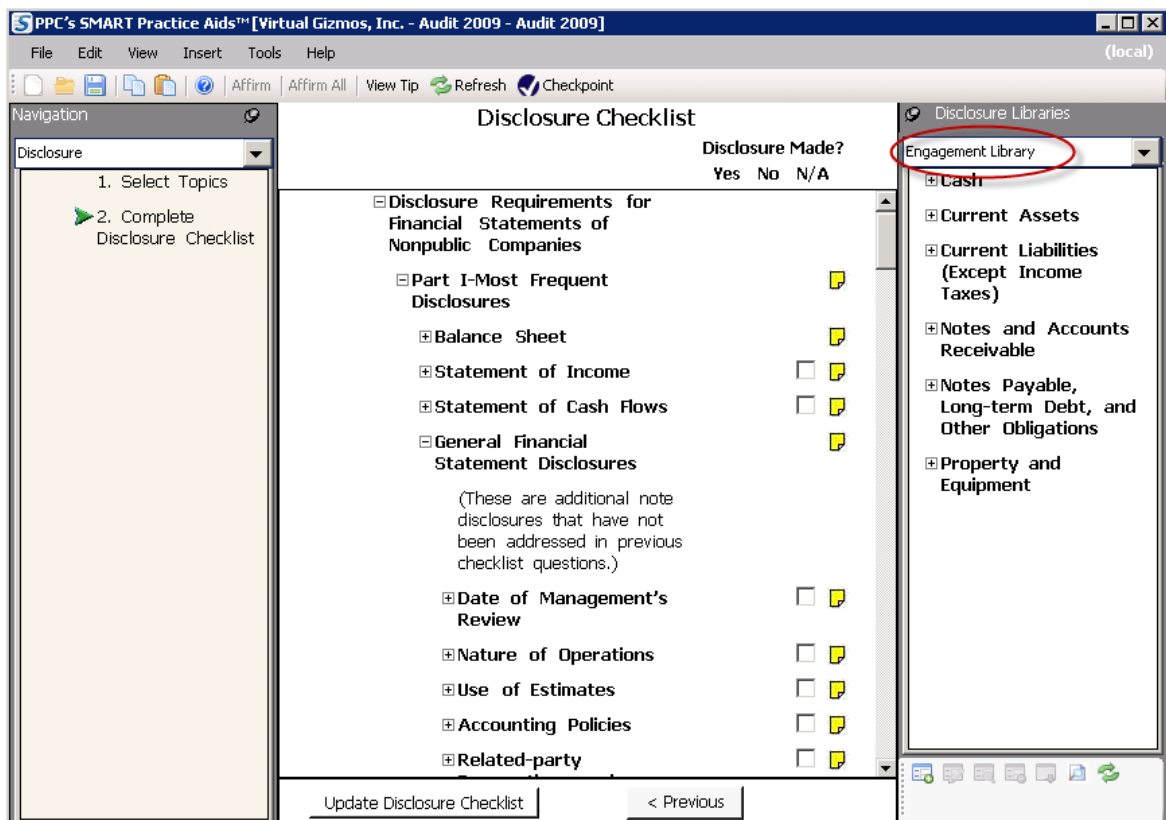 PPC's SMART Practice Aids™ [Virtual Gizmos, Inc. - Audit 2009 - Audit 2009]
File Edit View Insert Tools Help (local)
Affirm Affirm All View Tip Refresh Checkpoint
Navigation
Disclosure
1. Select Topics
2. Complete
Disclosure Checklist
Disclosure Checklist
Disclosure Made?
Yes No N/A
Disclosure Requirements for
Financial Statements of
Nonpublic Companies
Part I-Most Frequent
Disclosures
Balance Sheet
Statement of Income
Statement of Cash Flows
General Financial
Statement Disclosures
(These are additional note
disclosures that have not
been addressed in previous
checklist questions.)
Date of Management's
Review
Nature of Operations
Use of Estimates
Accounting Policies
Related-party
Update Disclosure Checklist
< Previous
Disclosure Libraries
Engagement Library
Cash
Current Assets
Current Liabilities
(Except Income
Taxes)
Notes and Accounts
Receivable
Notes Payable,
Long-term Debt, and
Other Obligations
Property and
Equipment